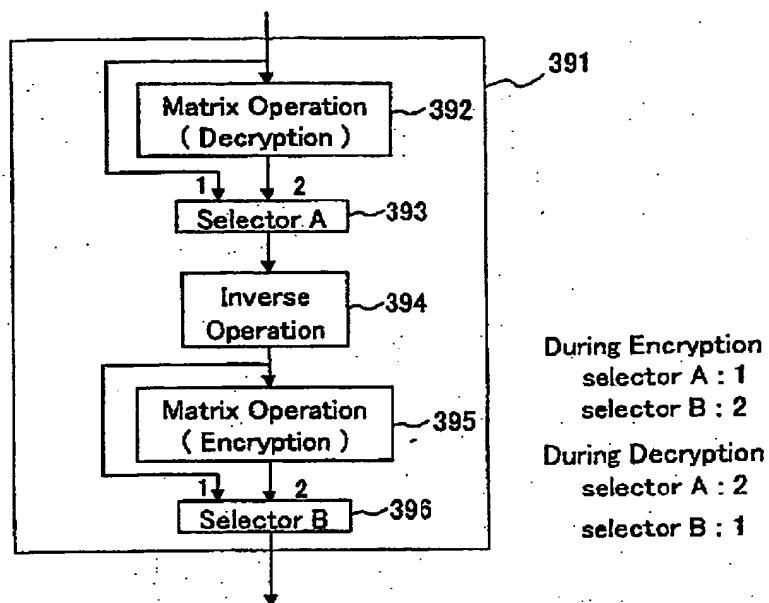 391
Matrix Operation
( Decryption )
392
1 2
Selector A
393
Inverse
Operation
394
Matrix Operation
( Encryption )
395
1 2
Selector B
396
During Encryption
selector A : 1
selector B : 2
During Decryption
selector A : 2
selector B : 1